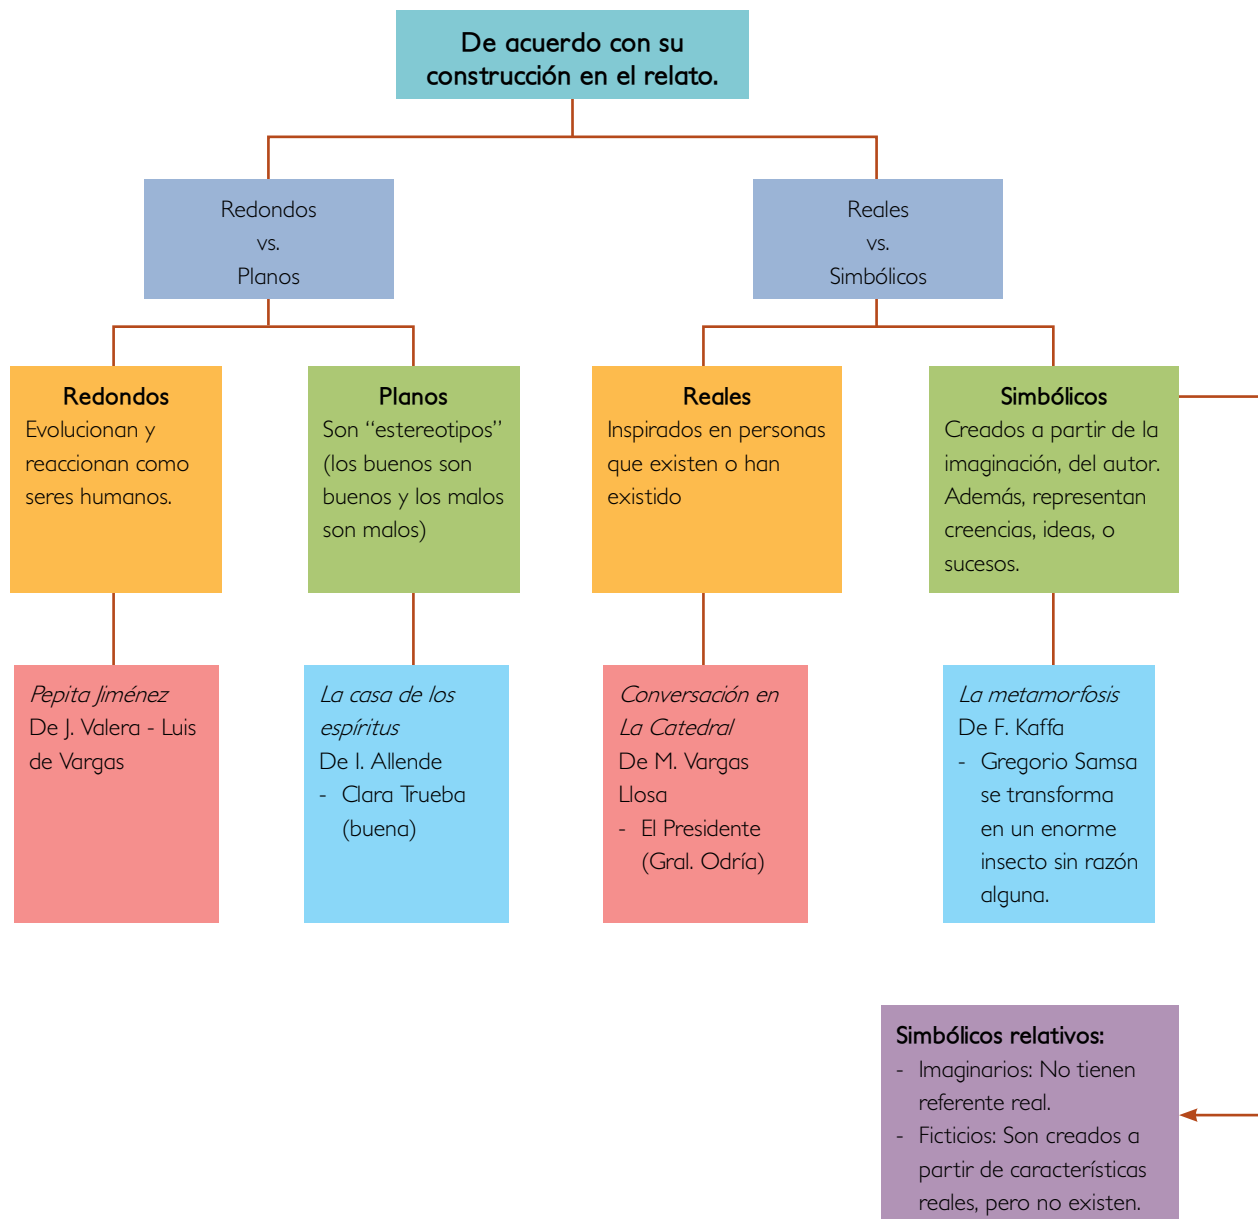 De acuerdo con su
construcción en el relato.
Redondos
vs.
Planos
Reales
vs.
Simbólicos
Redondos
Evolucionan y
reaccionan como
seres humanos.
Planos
Son “estereotipos”
(los buenos son
buenos y los malos
son malos)
Reales
Inspirados en personas
que existen o han
existido
Simbólicos
Creados a partir de la
imaginación, del autor.
Además, representan
creencias, ideas, o
sucesos.
Pepita Jiménez
De J. Valera - Luis
de Vargas
La casa de los
espíritus
De I. Allende
- Clara Trueba
(buena)
Conversación en
La Catedral
De M. Vargas
Llosa
- El Presidente
(Gral. Odría)
La metamorfosis
De F. Kaffa
- Gregorio Samsa
se transforma
en un enorme
insecto sin razón
alguna.
Simbólicos relativos:
- Imaginarios: No tienen
referente real.
- Ficticios: Son creados a
partir de características
reales, pero no existen.